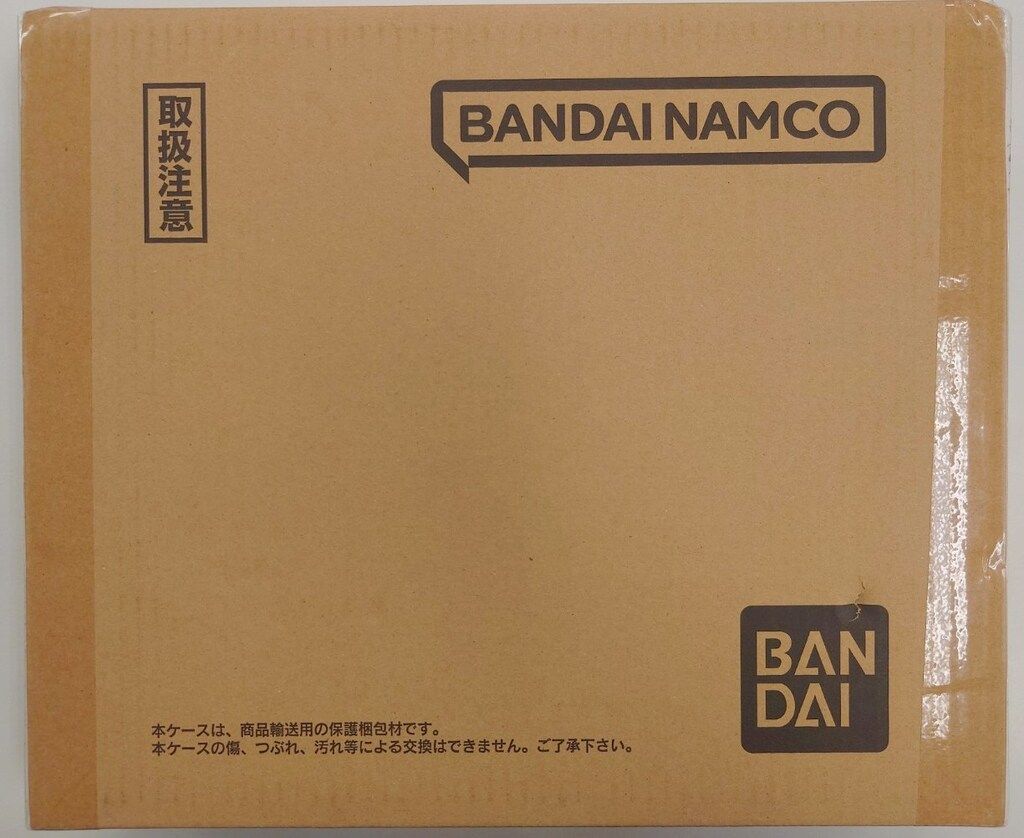 取扱注意
BANDAI NAMCO
BAN
DAI
本ケースは、商品輸送用の保護梱包材です。
本ケースの傷、つぶれ、汚れ等による交換はできません。ご了承下さい。